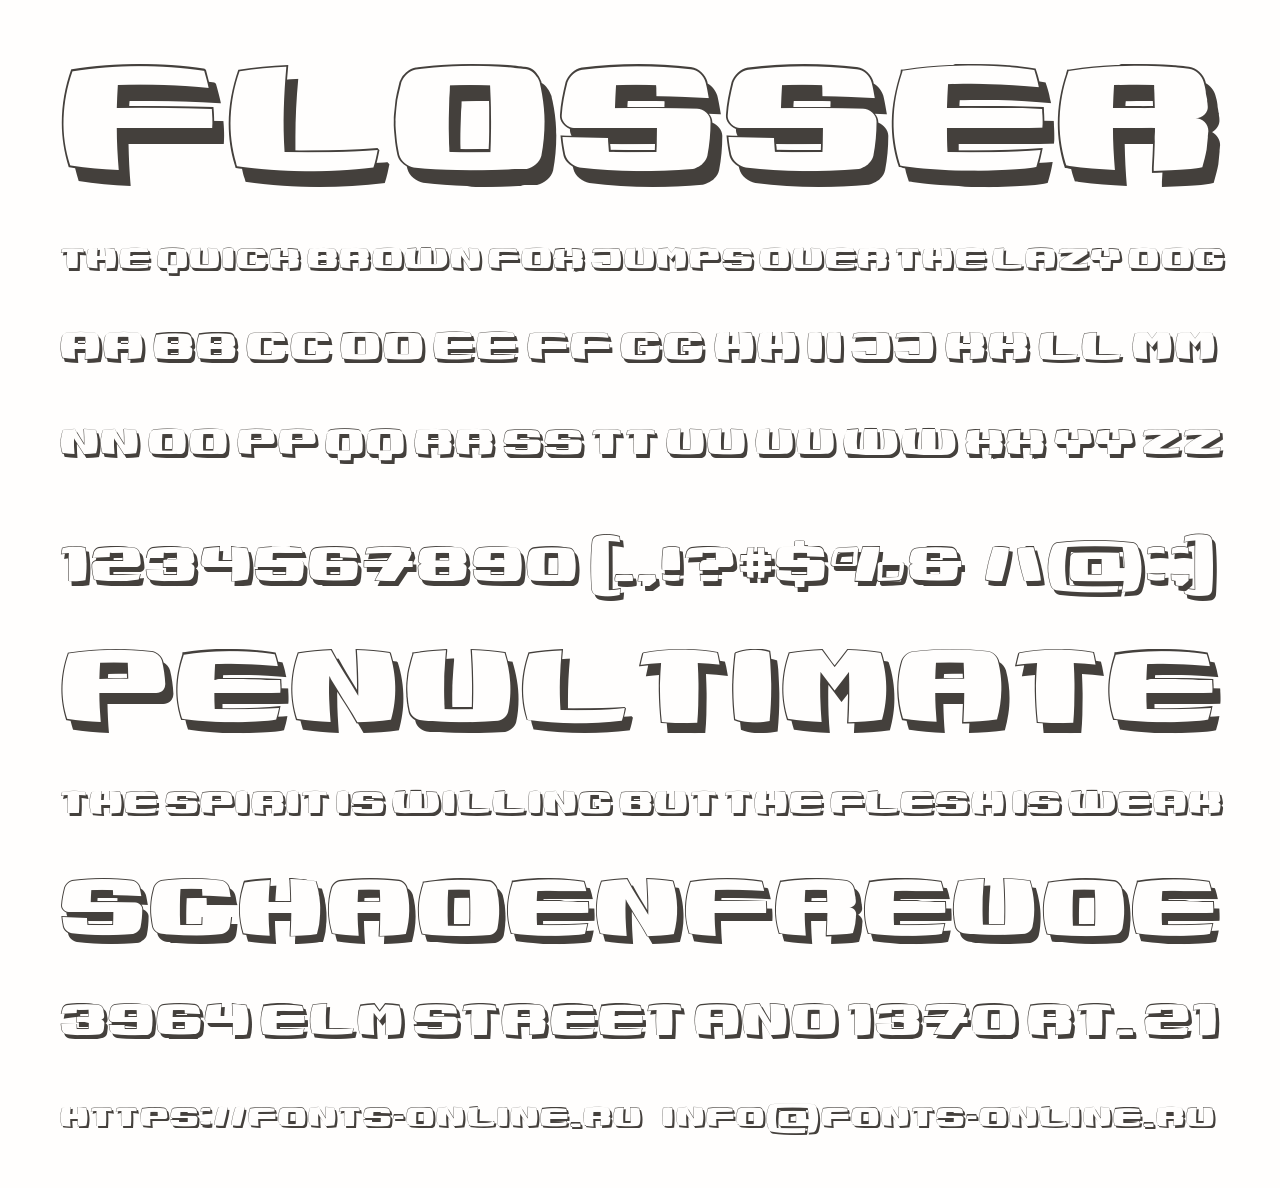 FLOSSER
THE QUICK BROWN FOX JUMPS OVER THE LAZY DOG
AA BB CC DD EE FF GG HH II JJ KK LL MM
NN OO PP QQ RR SS TT UU VV WW XX YY ZZ
1234567890[.,!?#$%& /\@:;]
PENULTIMATE
THE SPIRIT IS WILLING BUT THE FLESH IS WEAK
SCHADENFREUDE
3964 ELM STREET AND 1370 RT. 21
HTTPS://FONTS-ONLINE.RU INFO@FONTS-ONLINE.RU